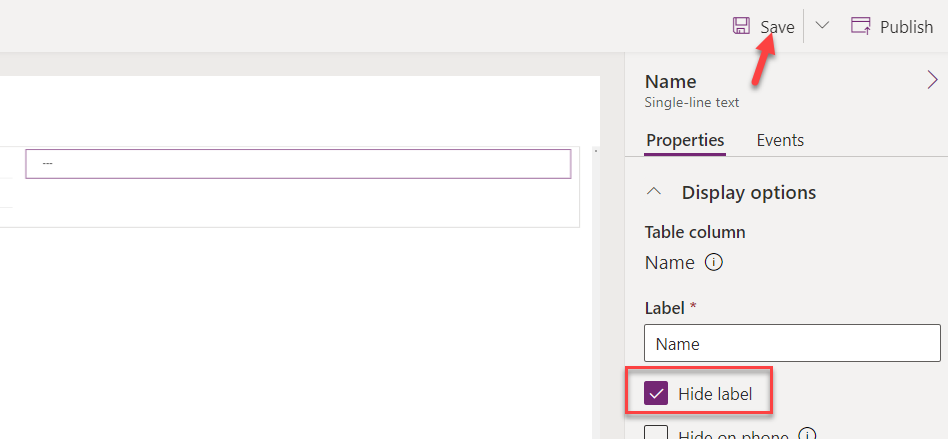 Save Publish
Name
Single-line text
---
Properties Events
Display options
Table column
Name
Label *
Name
Hide label
Hide on phone